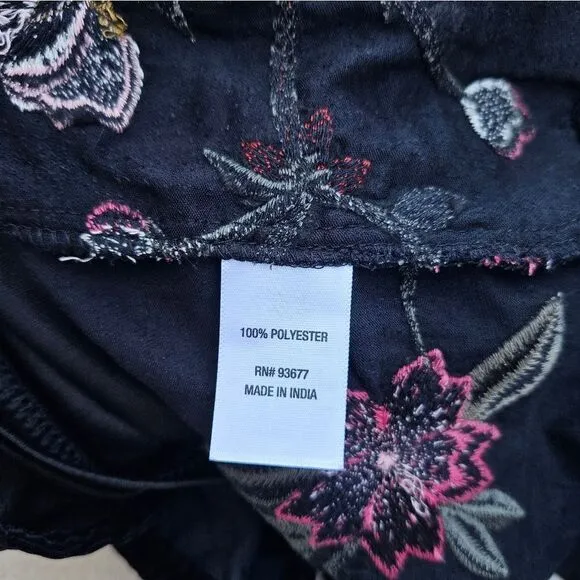 100% POLYESTER
RN# 93677
MADE IN INDIA